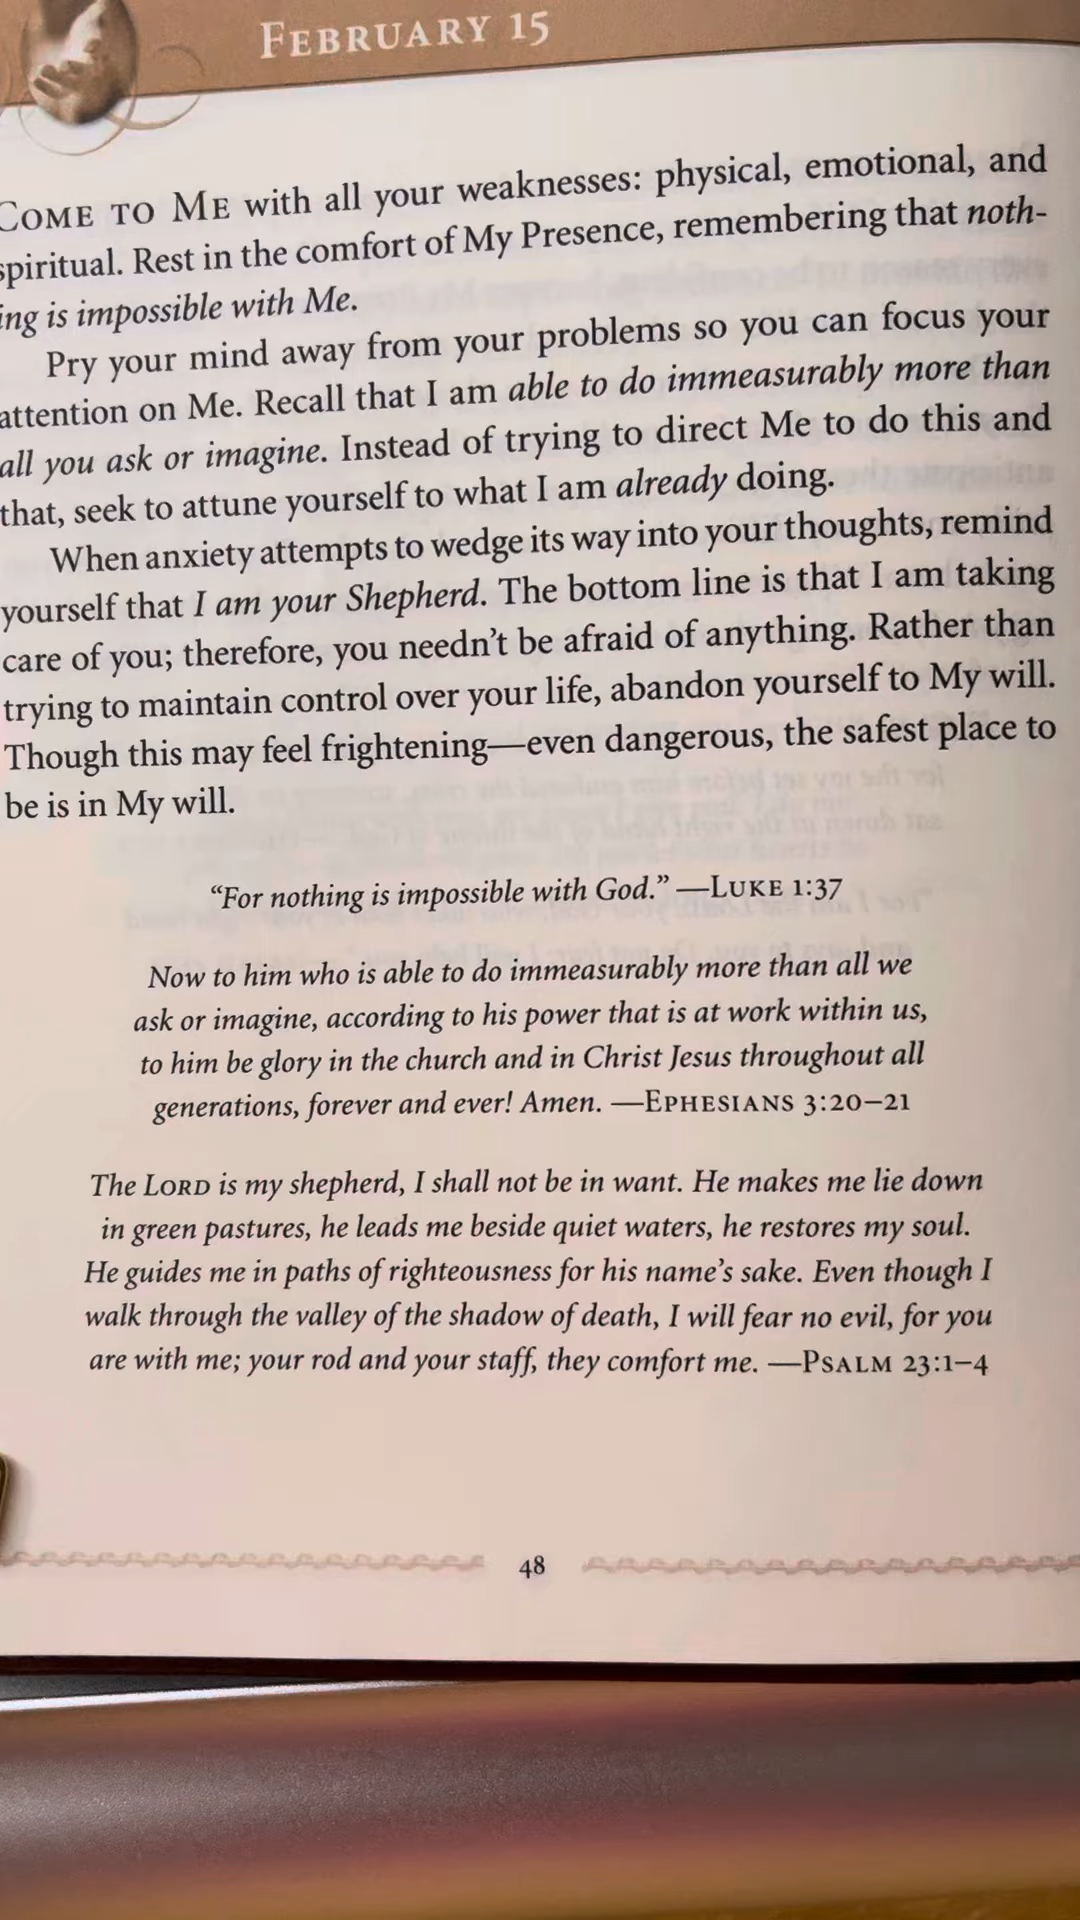 February 15
Come to Me with all your weaknesses: physical, emotional, and
spiritual. Rest in the comfort of My Presence, remembering that noth-
ing is impossible with Me.
Pry your mind away from your problems so you can focus your
attention on Me. Recall that I am able to do immeasurably more than
all you ask or imagine. Instead of trying to direct Me to do this and
that, seek to attune yourself to what I am already doing.
When anxiety attempts to wedge its way into your thoughts, remind
yourself that I am your Shepherd. The bottom line is that I am taking
care of you; therefore, you needn’t be afraid of anything. Rather than
trying to maintain control over your life, abandon yourself to My will.
Though this may feel frightening—even dangerous, the safest place to
be is in My will.
“For nothing is impossible with God.” —Luke 1:37
Now to him who is able to do immeasurably more than all we
ask or imagine, according to his power that is at work within us,
to him be glory in the church and in Christ Jesus throughout all
generations, forever and ever! Amen. —Ephesians 3:20–21
The Lord is my shepherd, I shall not be in want. He makes me lie down
in green pastures, he leads me beside quiet waters, he restores my soul.
He guides me in paths of righteousness for his name’s sake. Even though I
walk through the valley of the shadow of death, I will fear no evil, for you
are with me; your rod and your staff, they comfort me. —Psalm 23:1–4
48